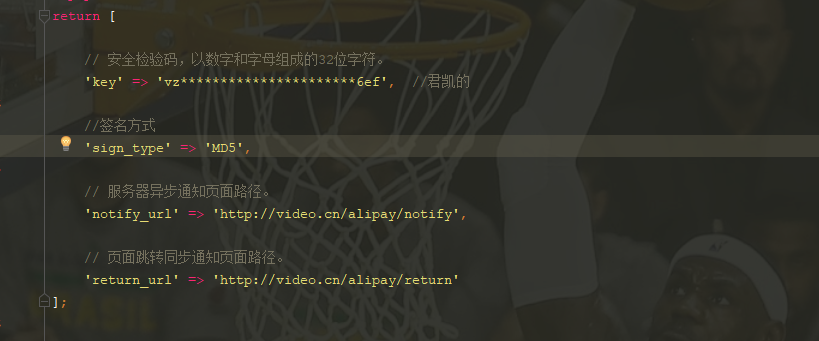 return [
// 安全检验码，以数字和字母组成的32位字符。
'key' => 'vz**********************6ef', //君凯的
//签名方式
'sign_type' => 'MD5',
// 服务器异步通知页面路径。
'notify_url' => 'http://video.cn/alipay/notify',
// 页面跳转同步通知页面路径。
'return_url' => 'http://video.cn/alipay/return'
];